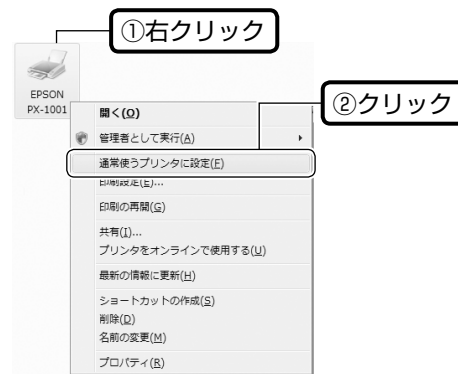 ①右クリック
EPSON
PX-1001
開く(O)
②クリック
管理者として実行(A)
通常使うプリンタに設定(F)
印刷設定(E)...
印刷の再開(G)
共有(I)...
プリンタをオンラインで使用する(U)
最新の情報に更新(H)
ショートカットの作成(S)
削除(D)
名前の変更(M)
プロパティ(R)